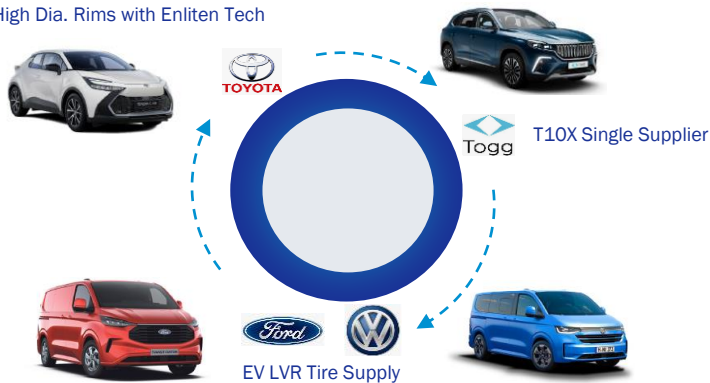 High Dia. Rims with Enliten Tech
TOYOTA
Togg
T10X Single Supplier
Ford
EV LVR Tire Supply